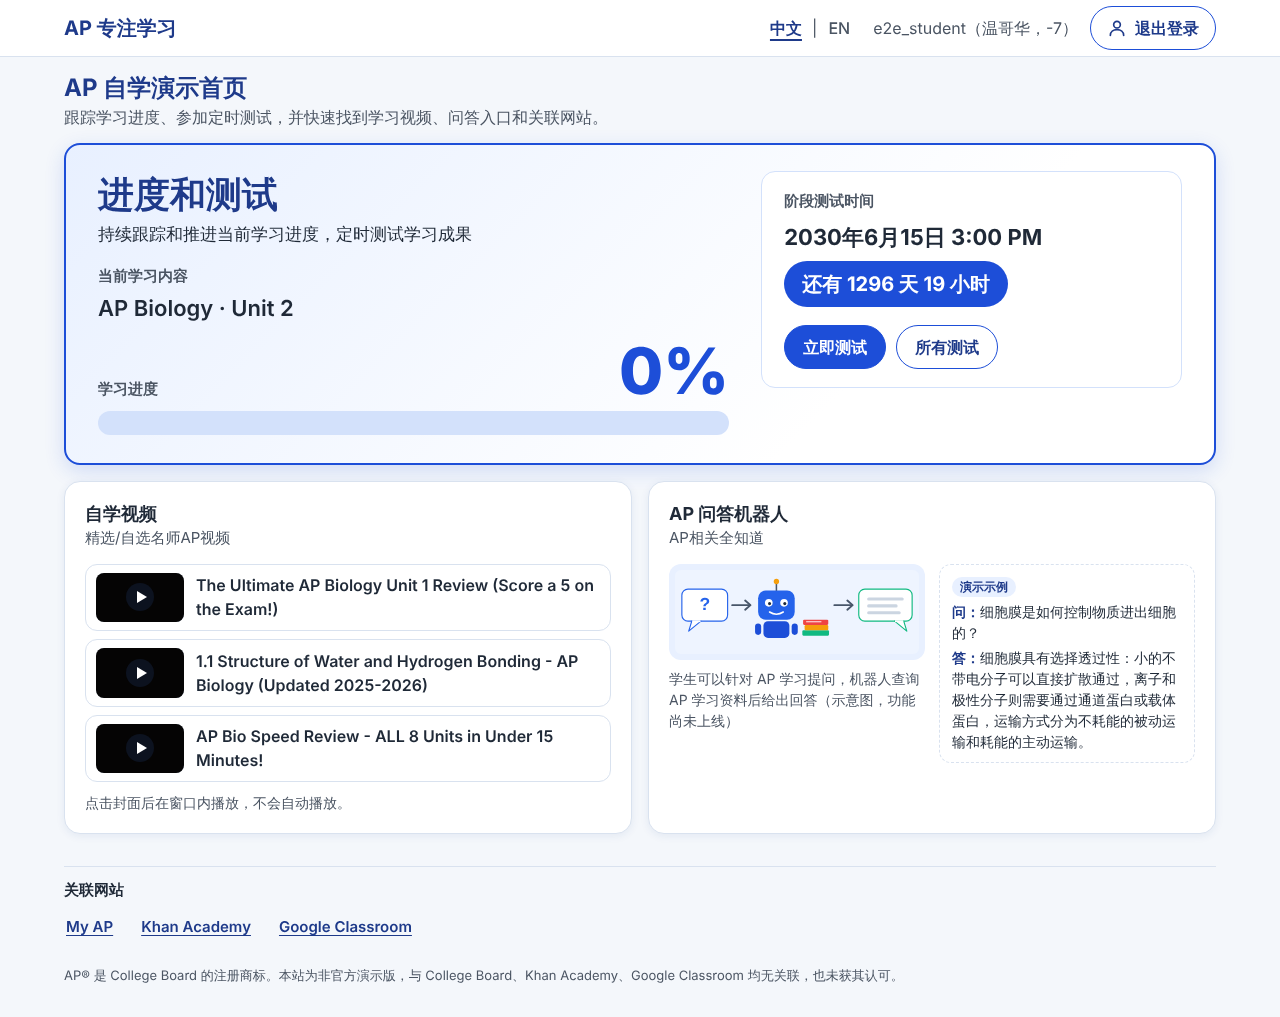 AP 专注学习
中文 | EN e2e_student（温哥华，-7） 退出登录
AP 自学演示首页
跟踪学习进度、参加定时测试，并快速找到学习视频、问答入口和关联网站。
进度和测试
持续跟踪和推进当前学习进度，定时测试学习成果
当前学习内容
AP Biology · Unit 2
学习进度
0%
阶段测试时间
2030年6月15日 3:00 PM
还有 1296 天 19 小时
立即测试 所有测试
自学视频
精选/自选名师AP视频
The Ultimate AP Biology Unit 1 Review (Score a 5 on
the Exam!)
1.1 Structure of Water and Hydrogen Bonding - AP
Biology (Updated 2025-2026)
AP Bio Speed Review - ALL 8 Units in Under 15
Minutes!
点击封面后在窗口内播放，不会自动播放。
AP 问答机器人
AP相关全知道
?
学生可以针对 AP 学习提问，机器人查询
AP 学习资料后给出回答（示意图，功能
尚未上线）
演示示例
问：细胞膜是如何控制物质进出细胞
的？
答：细胞膜具有选择透过性：小的不
带电分子可以直接扩散通过，离子和
极性分子则需要通过通道蛋白或载体
蛋白，运输方式分为不耗能的被动运
输和耗能的主动运输。
关联网站
My AP Khan Academy Google Classroom
AP® 是 College Board 的注册商标。本站为非官方演示版，与 College Board、Khan Academy、Google Classroom 均无关联，也未获其认可。